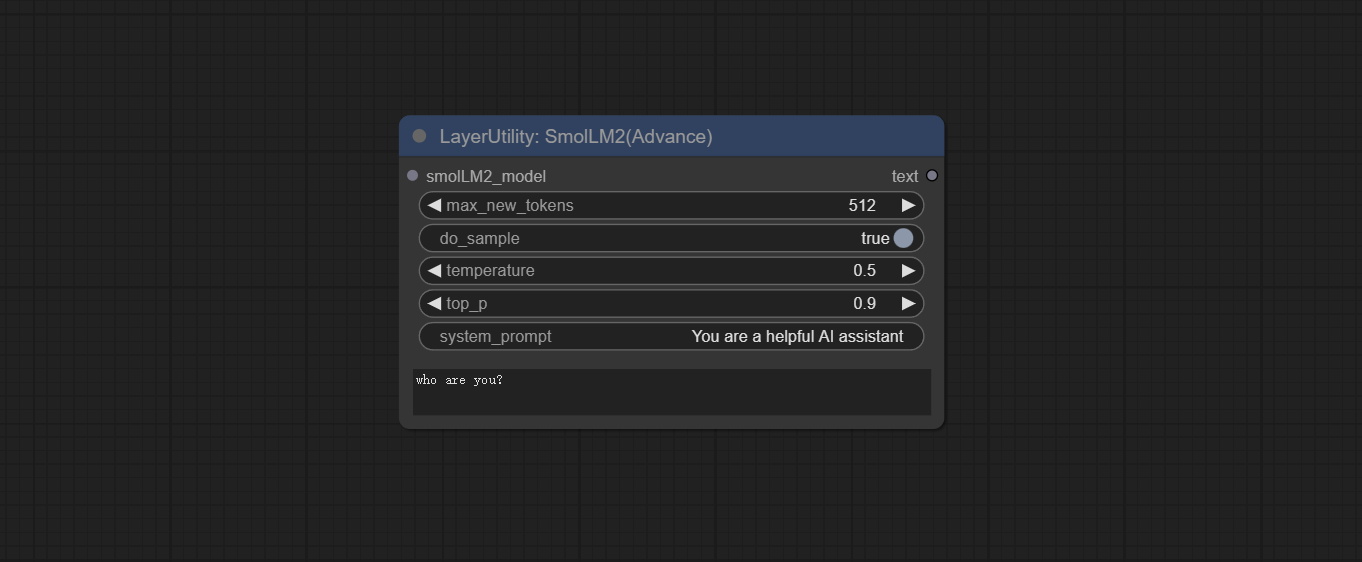 LayerUtility: SmolLM2(Advance)
smolLM2_model text
max_new_tokens 512
do_sample true
temperature 0.5
top_p 0.9
system_prompt You are a helpful AI assistant
who are you?